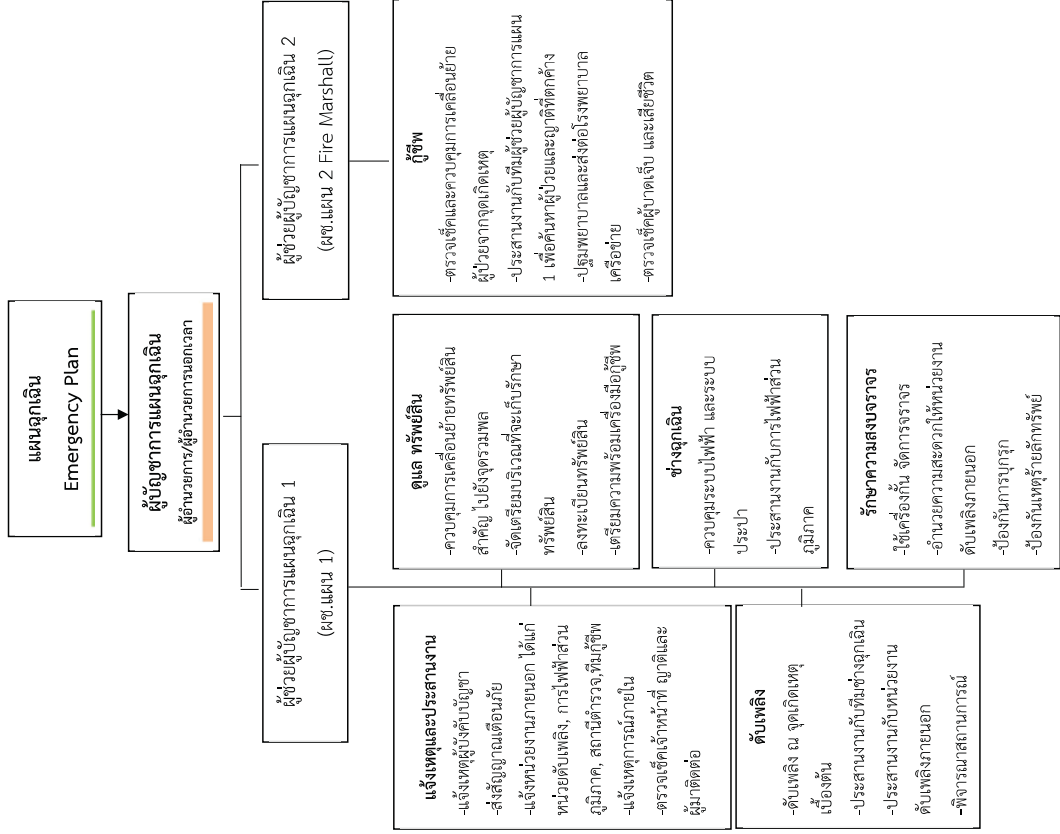 แผนฉุกเฉิน
Emergency Plan
ผู้บัญชาการแผนฉุกเฉิน
ผู้อำนวยการ/ผู้อำนวยการนอกเวลา
ผู้ช่วยผู้บัญชาการแผนฉุกเฉิน 1
(ผช.แผน 1)
ผู้ช่วยผู้บัญชาการแผนฉุกเฉิน 2
(ผช.แผน 2 Fire Marshall)
แจ้งเหตุและประสานงาน
-แจ้งเหตุผู้บังคับบัญชา
-ส่งสัญญาณเตือนภัย
-แจ้งหน่วยงานภายนอก ได้แก่
หน่วยดับเพลิง, การไฟฟ้าส่วน
ภูมิภาค, สถานีตำรวจ,ทีมกู้ชีพ
-แจ้งเหตุการณ์ภายใน
-ตรวจเช็คเจ้าหน้าที่ ญาติและ
ผู้มาติดต่อ
ดูแล ทรัพย์สิน
-ควบคุมการเคลื่อนย้ายทรัพย์สิน
สำคัญ ไปยังจุดรวมพล
-จัดเตรียมบริเวณที่จะเก็บรักษา
ทรัพย์สิน
-ลงทะเบียนทรัพย์สิน
-เตรียมความพร้อมเครื่องมือกู้ชีพ
กู้ชีพ
-ตรวจเช็คและควบคุมการเคลื่อนย้าย
ผู้ป่วยจากจุดเกิดเหตุ
-ประสานงานกับทีมผู้ช่วยผู้บัญชาการแผน
1 เพื่อค้นหาผู้ป่วยและญาติที่ตกค้าง
-ปฐมพยาบาลและส่งต่อโรงพยาบาล
เครือข่าย
-ตรวจเช็คผู้บาดเจ็บ และเสียชีวิต
ดับเพลิง
-ดับเพลิง ณ จุดเกิดเหตุ
เบื้องต้น
-ประสานงานกับทีมช่างฉุกเฉิน
-ประสานงานกับหน่วยงาน
ดับเพลิงภายนอก
-พิจารณาสถานการณ์
ช่างฉุกเฉิน
-ควบคุมระบบไฟฟ้า และระบบ
ประปา
-ประสานงานกับการไฟฟ้าส่วน
ภูมิภาค
รักษาความสงบจราจร
-ใช้เครื่องกั้น จัดการจราจร
-อำนวยความสะดวกให้หน่วยงาน
ดับเพลิงภายนอก
-ป้องกันการบุกรุก
-ป้องกันเหตุร้ายลักทรัพย์